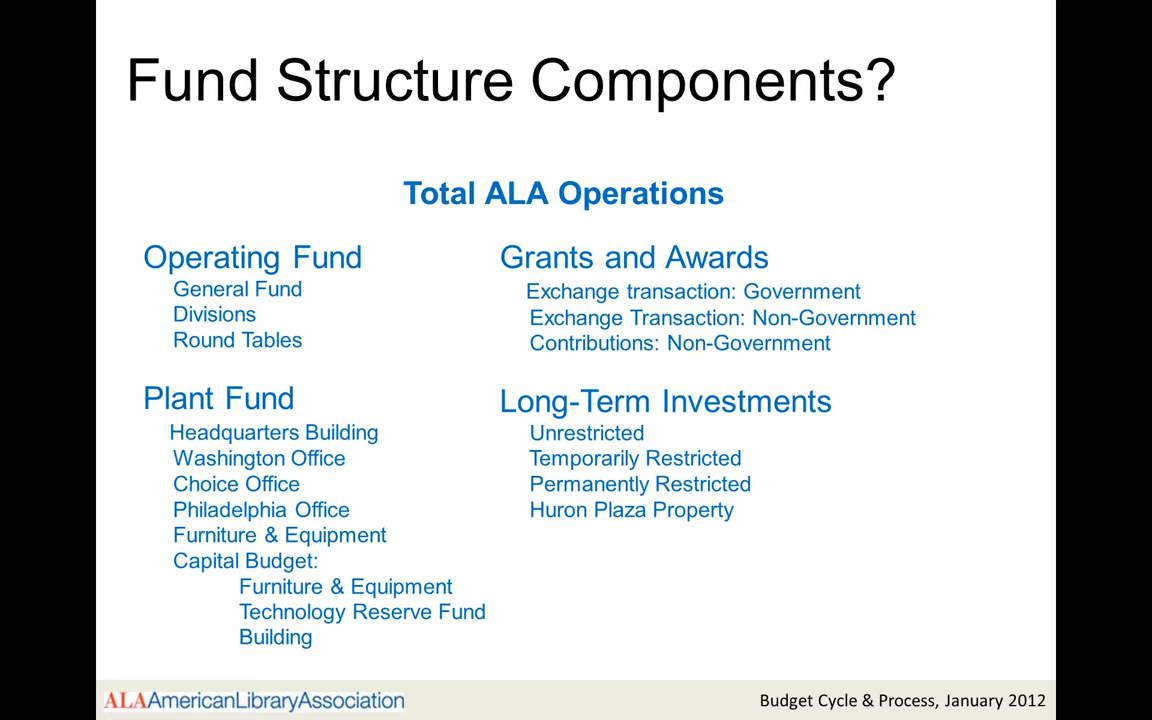 Fund Structure Components?
Total ALA Operations
Operating Fund
General Fund
Divisions
Round Tables
Plant Fund
Headquarters Building
Washington Office
Choice Office
Philadelphia Office
Furniture & Equipment
Capital Budget:
Furniture & Equipment
Technology Reserve Fund
Building
Grants and Awards
Exchange transaction: Government
Exchange Transaction: Non-Government
Contributions: Non-Government
Long-Term Investments
Unrestricted
Temporarily Restricted
Permanently Restricted
Huron Plaza Property
ALAAmericanLibraryAssociation
Budget Cycle & Process, January 2012